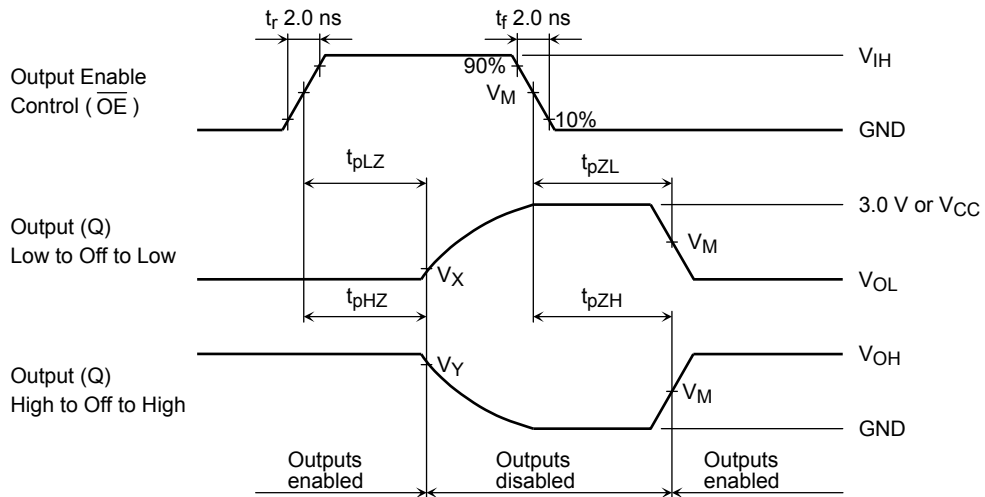 tr 2.0 ns
tf 2.0 ns
VIH
90%
Output Enable
Control ( OE )
VM
10%
GND
tpLZ
tpZL
3.0 V or VCC
Output (Q)
Low to Off to Low
VM
VX
VOL
tpHZ
tpZH
VOH
VY
Output (Q)
High to Off to High
VM
GND
Outputs
enabled
Outputs
disabled
Outputs
enabled